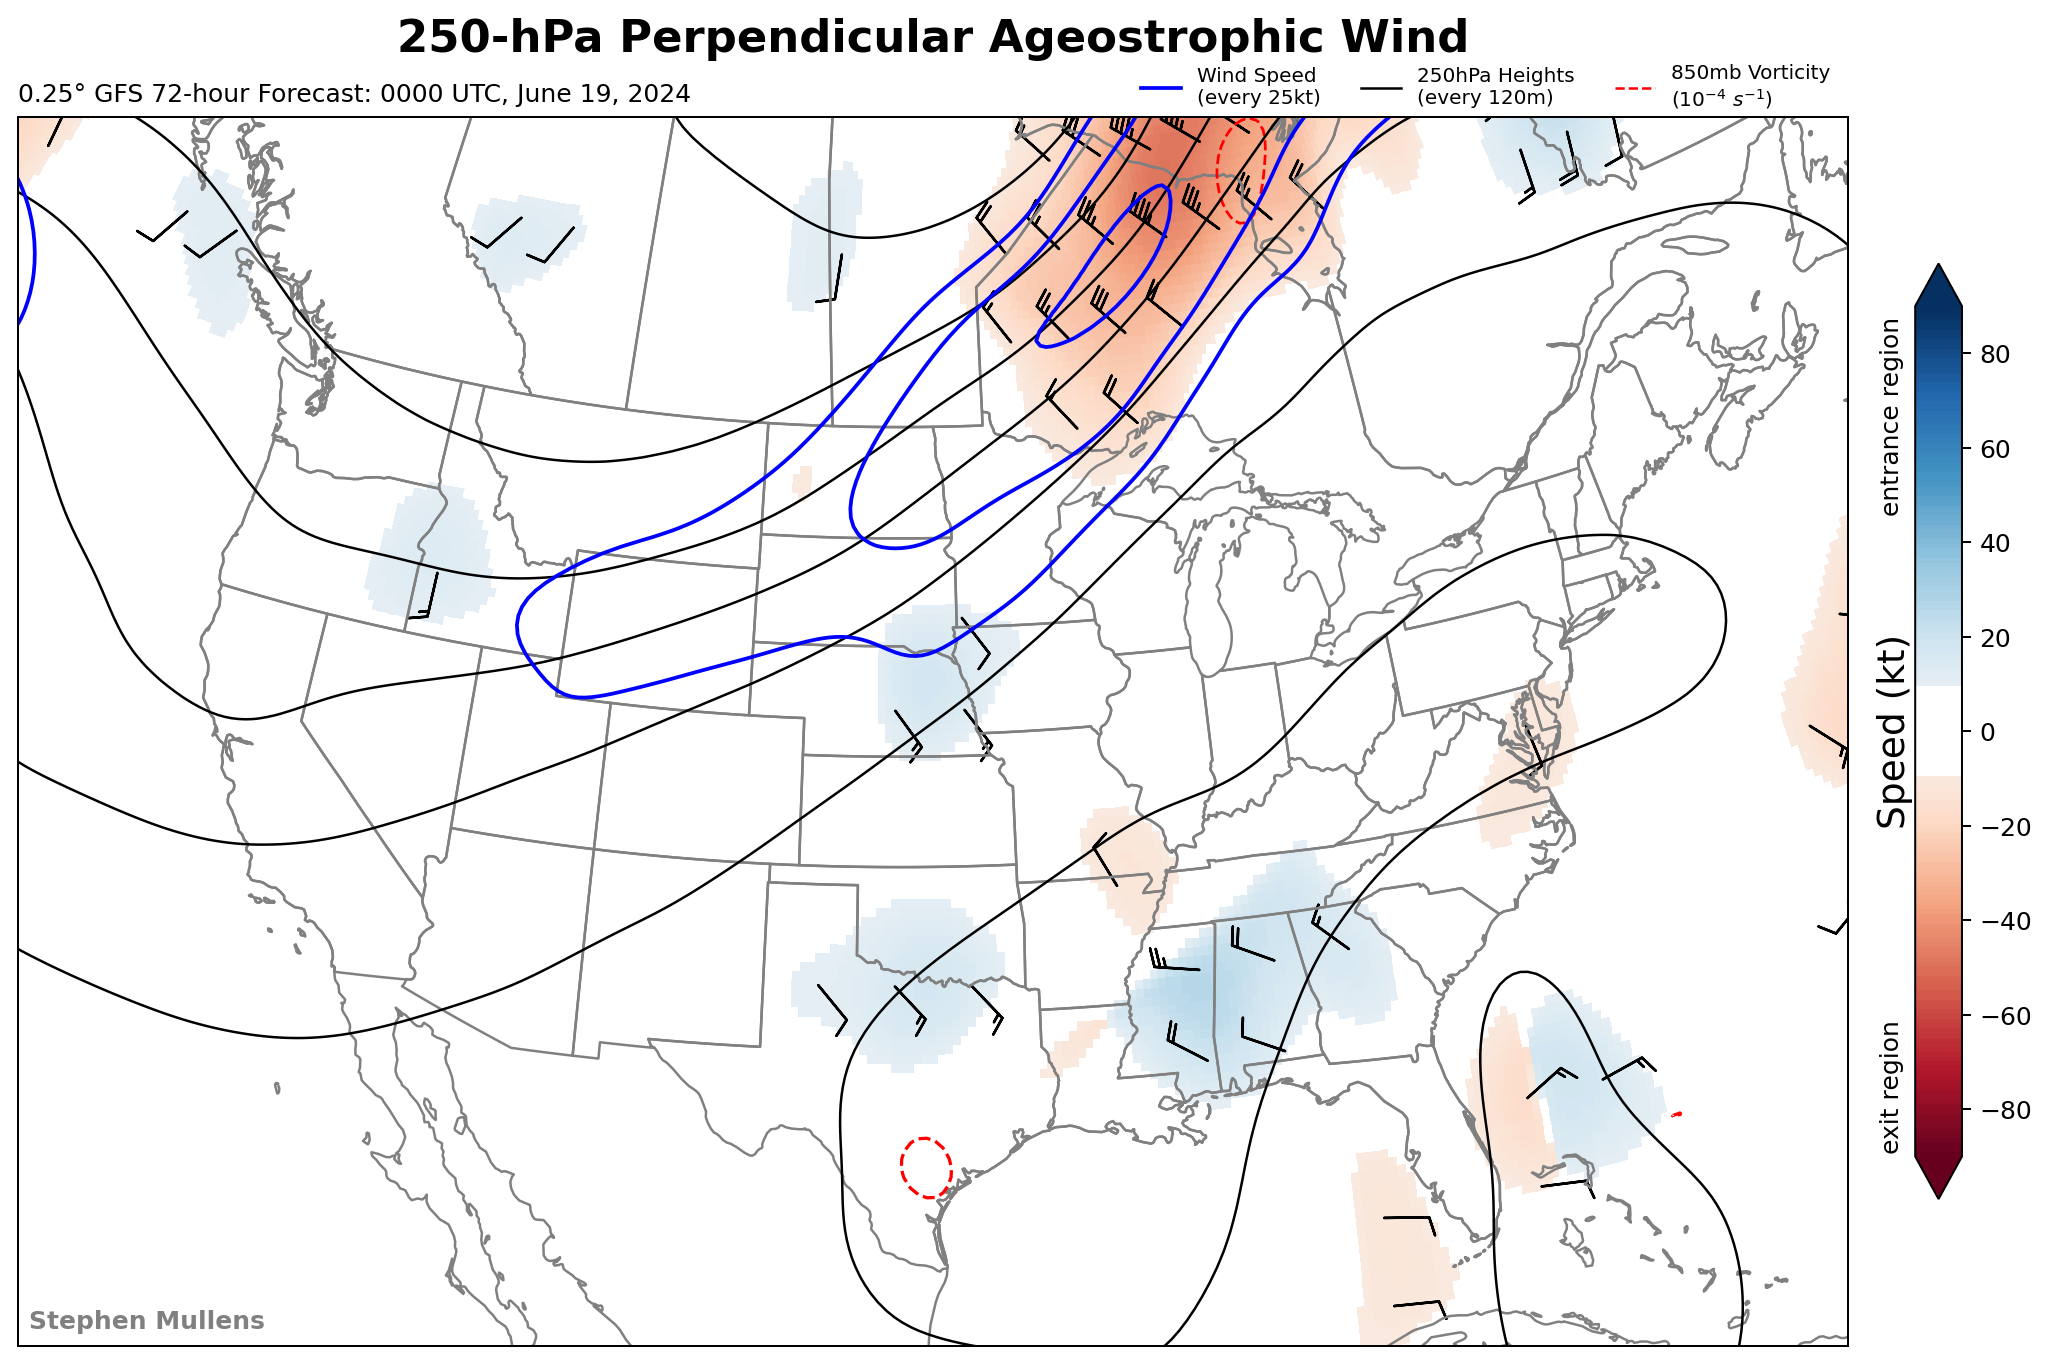 250-hPa Perpendicular Ageostrophic Wind
0.25° GFS 72-hour Forecast: 0000 UTC, June 19, 2024
Wind Speed
(every 25kt)
250hPa Heights
(every 120m)
850mb Vorticity
(10⁻⁴ s⁻¹)
entrance region
Speed (kt)
exit region
80
60
40
20
0
−20
−40
−60
−80
Stephen Mullens